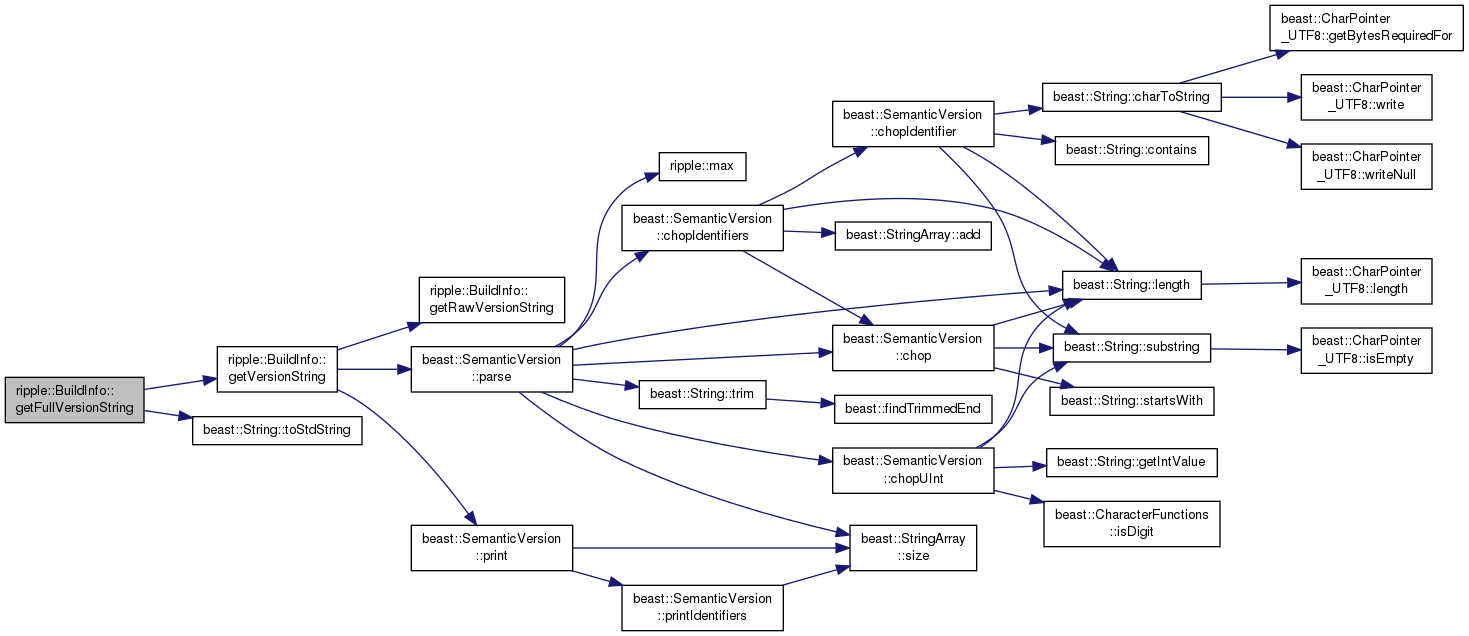 ripple::BuildInfo::
getFullVersionString
ripple::BuildInfo::
getVersionString
beast::String::toStdString
ripple::BuildInfo::
getRawVersionString
beast::SemanticVersion
::parse
beast::SemanticVersion
::print
ripple::max
beast::SemanticVersion
::chopIdentifiers
beast::String::trim
beast::SemanticVersion
::printIdentifiers
beast::SemanticVersion
::chopIdentifier
beast::StringArray::add
beast::SemanticVersion
::chop
beast::findTrimmedEnd
beast::SemanticVersion
::chopUInt
beast::StringArray
::size
beast::String::charToString
beast::String::contains
beast::String::length
beast::String::substring
beast::String::startsWith
beast::String::getIntValue
beast::CharacterFunctions
::isDigit
beast::CharPointer
_UTF8::getBytesRequiredFor
beast::CharPointer
_UTF8::write
beast::CharPointer
_UTF8::writeNull
beast::CharPointer
_UTF8::length
beast::CharPointer
_UTF8::isEmpty